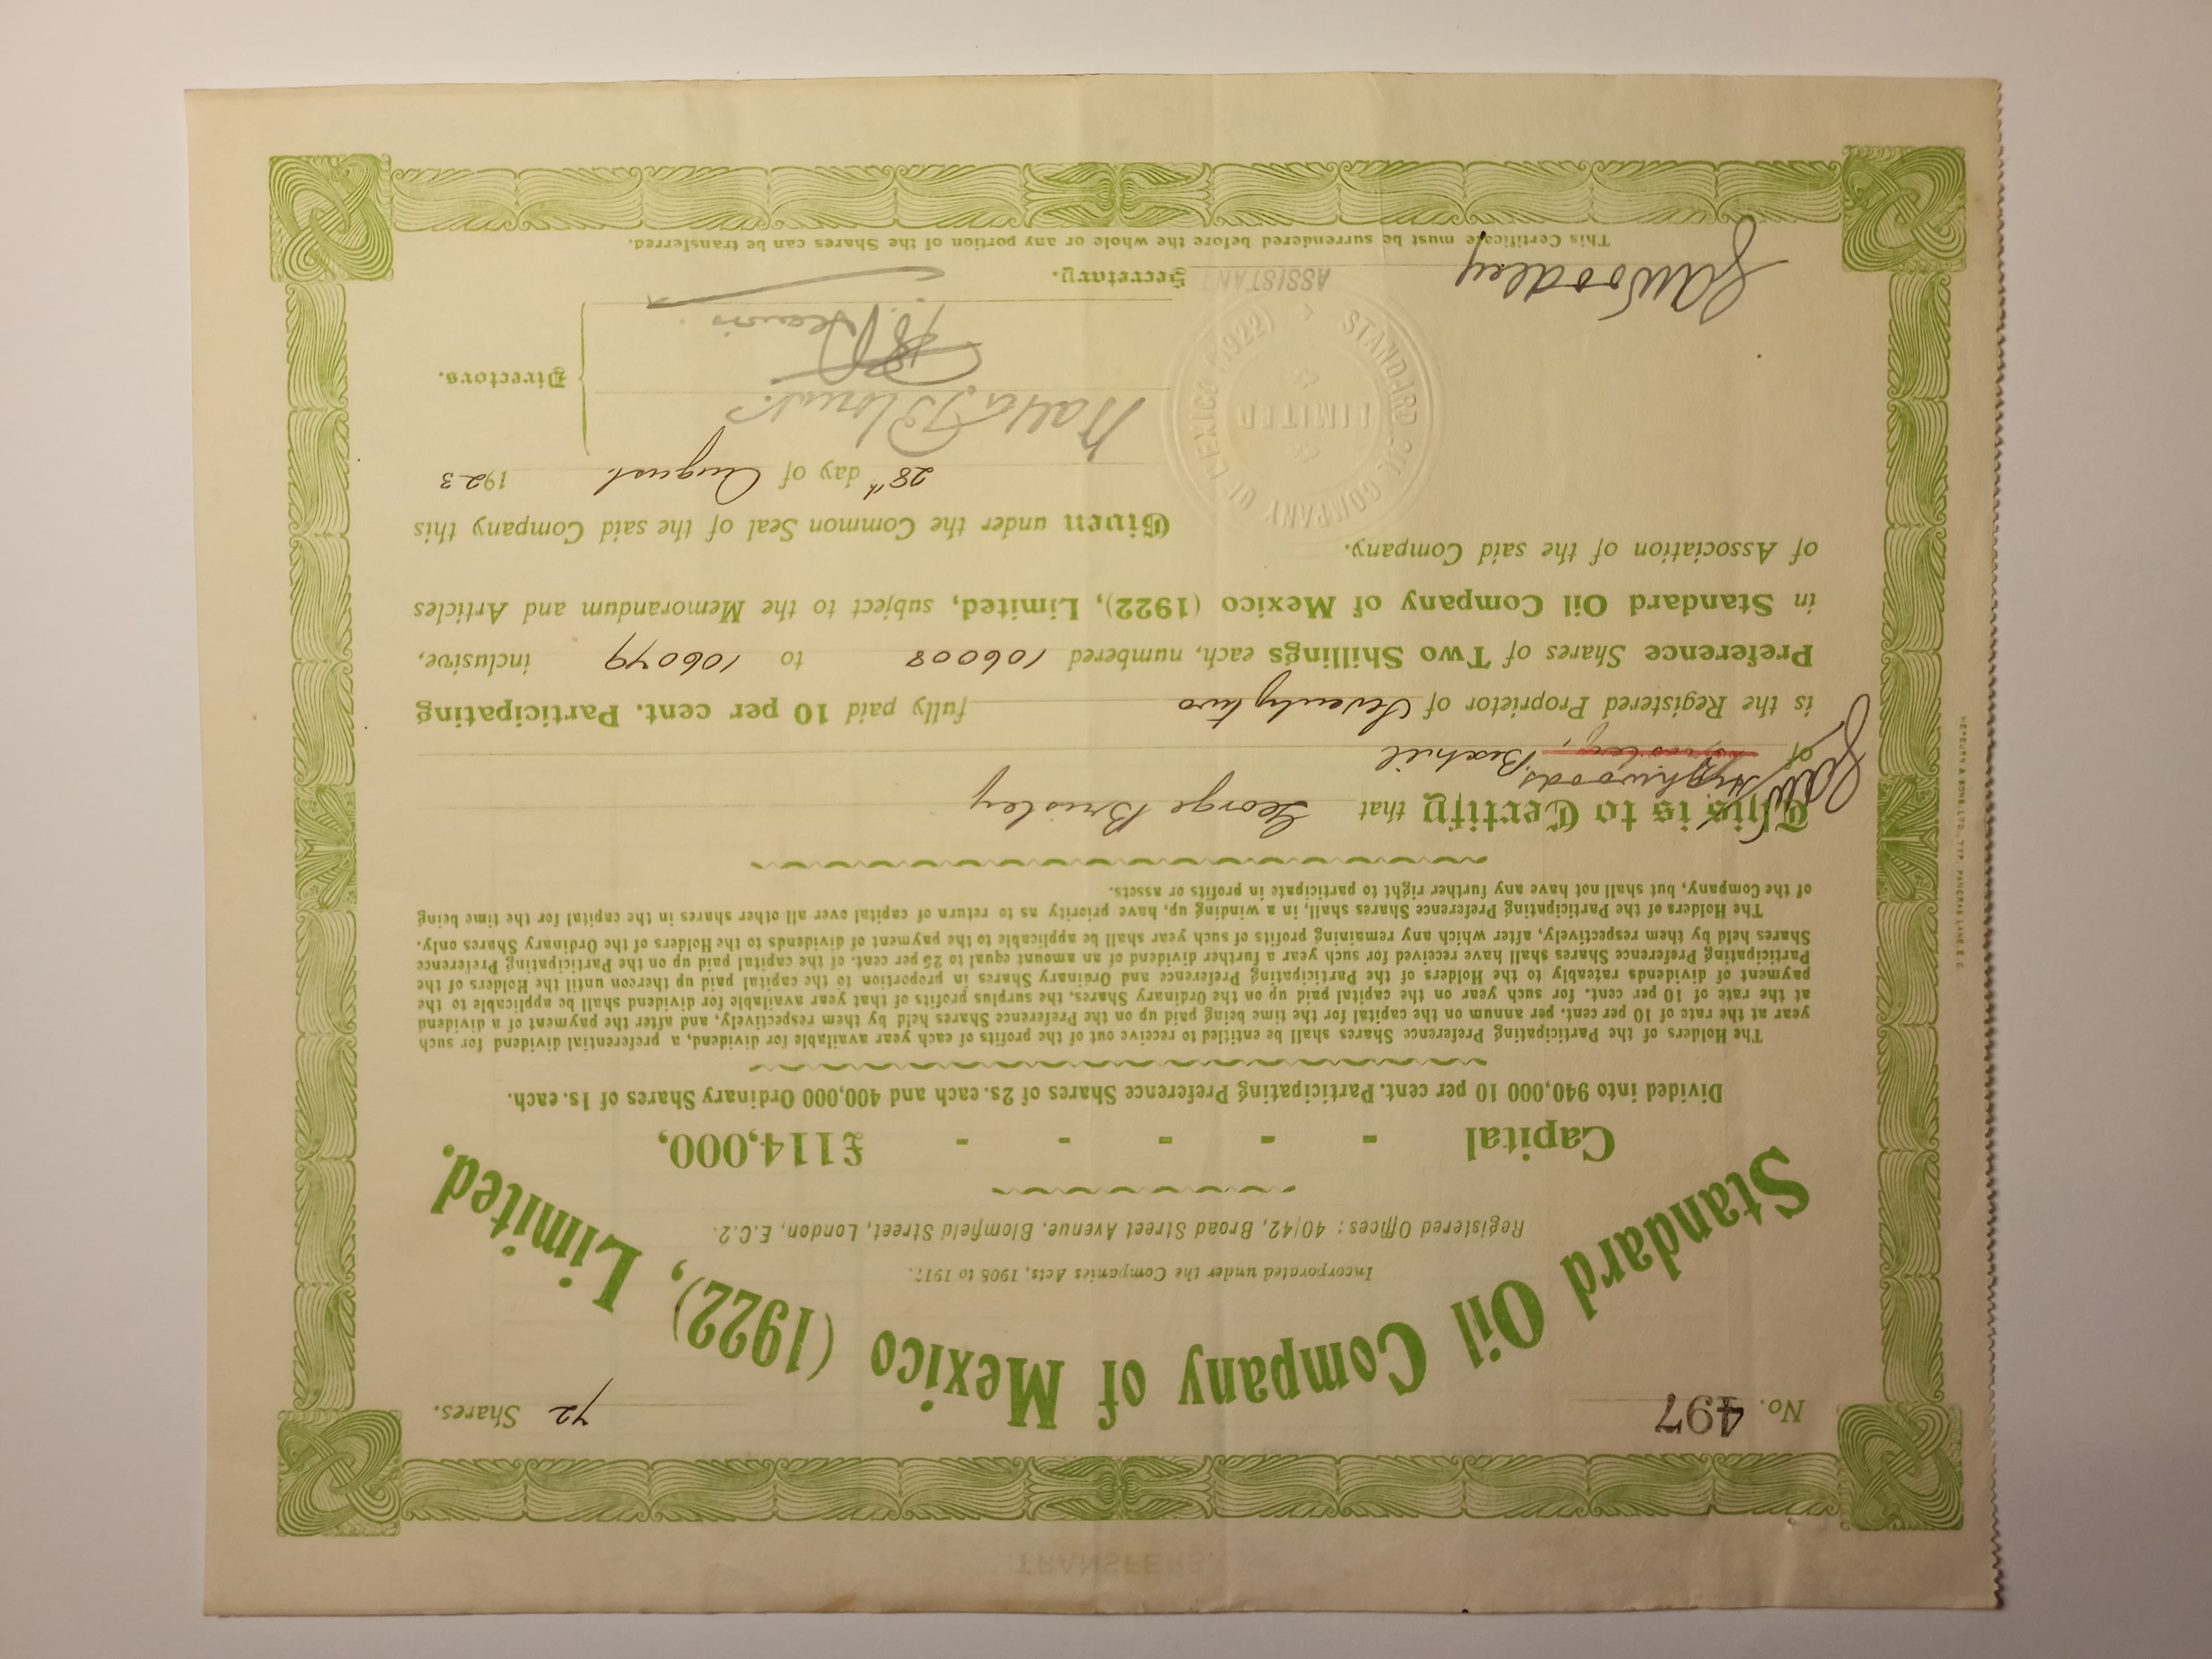 No. 497
72 Shares.
Standard Oil Company of Mexico (1922), Limited.
Incorporated under the Companies Acts, 1908 to 1917.
Registered Offices: 40/42, Broad Street Avenue, Blomfield Street, London, E.C.2.
Capital - - - - - £114,000,
Divided into 940,000 10 per cent. Participating Preference Shares of 2s. each and 400,000 Ordinary Shares of 1s. each.
The Holders of the Participating Preference Shares shall be entitled to receive out of the profits of each year available for dividend, a preferential dividend for such
year at the rate of 10 per cent. per annum on the capital for the time being paid up on the Preference Shares held by them respectively, and after the payment of a dividend
at the rate of 10 per cent. for such year on the capital paid up on the Ordinary Shares, the surplus profits of that year available for dividend shall be applicable to the
payment of dividends rateably to the Holders of the Participating Preference and Ordinary Shares in proportion to the capital paid up thereon until the Holders of the
Participating Preference Shares shall have received for such year a further dividend of an amount equal to 25 per cent. of the capital paid up on the Participating Preference
Shares held by them respectively, after which any remaining profits of such year shall be applicable to the payment of dividends to the Holders of the Ordinary Shares only.
The Holders of the Participating Preference Shares shall, in a winding up, have priority as to return of capital over all other shares in the capital for the time being
of the Company, but shall not have any further right to participate in profits or assets.
This is to Certify that George Brisley
Highwoods
of Bexhill
is the Registered Proprietor of Seventy two fully paid 10 per cent. Participating
Preference Shares of Two Shillings each, numbered 106008 to 106079 inclusive,
in Standard Oil Company of Mexico (1922), Limited, subject to the Memorandum and Articles
of Association of the said Company.
Given under the Common Seal of the said Company this
28th day of August 1923
Directors.
STANDARD OIL COMPANY OF MEXICO (1922)
LIMITED
JAWoodley
ASSISTANT Secretary.
This Certificate must be surrendered before the whole or any portion of the Shares can be transferred.
HEPBURN & SONS, LTD., TYP. PANCRAS LANE, E.C.
TRANSFERS.